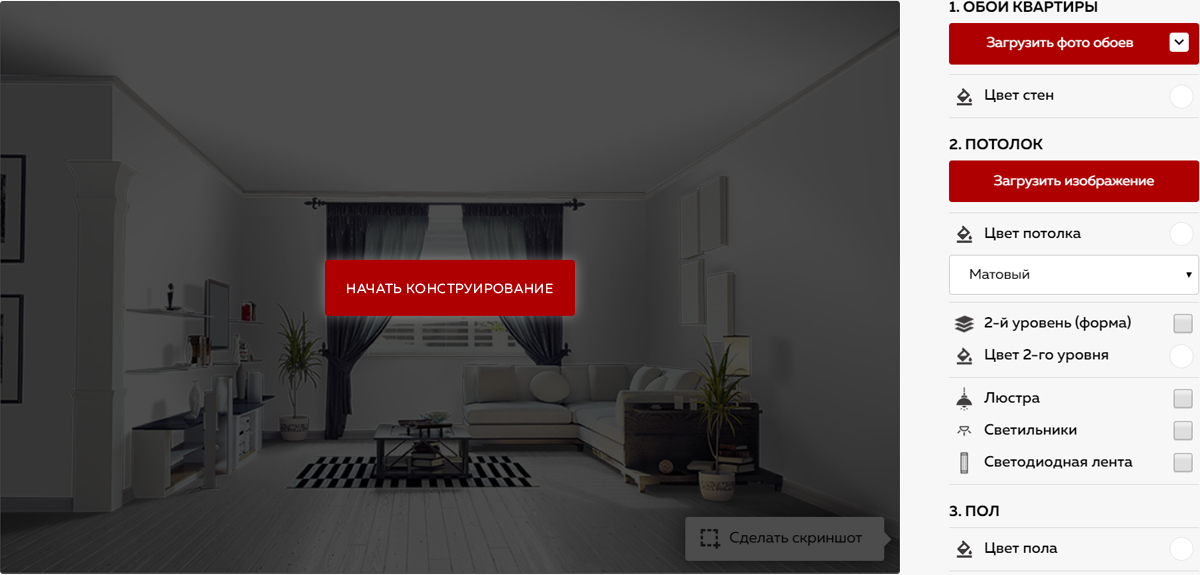 НАЧАТЬ КОНСТРУИРОВАНИЕ
Сделать скриншот
1. ОБОИ КВАРТИРЫ
Загрузить фото обоев
Цвет стен
2. ПОТОЛОК
Загрузить изображение
Цвет потолка
Матовый
2-й уровень (форма)
Цвет 2-го уровня
Люстра
Светильники
Светодиодная лента
3. ПОЛ
Цвет пола